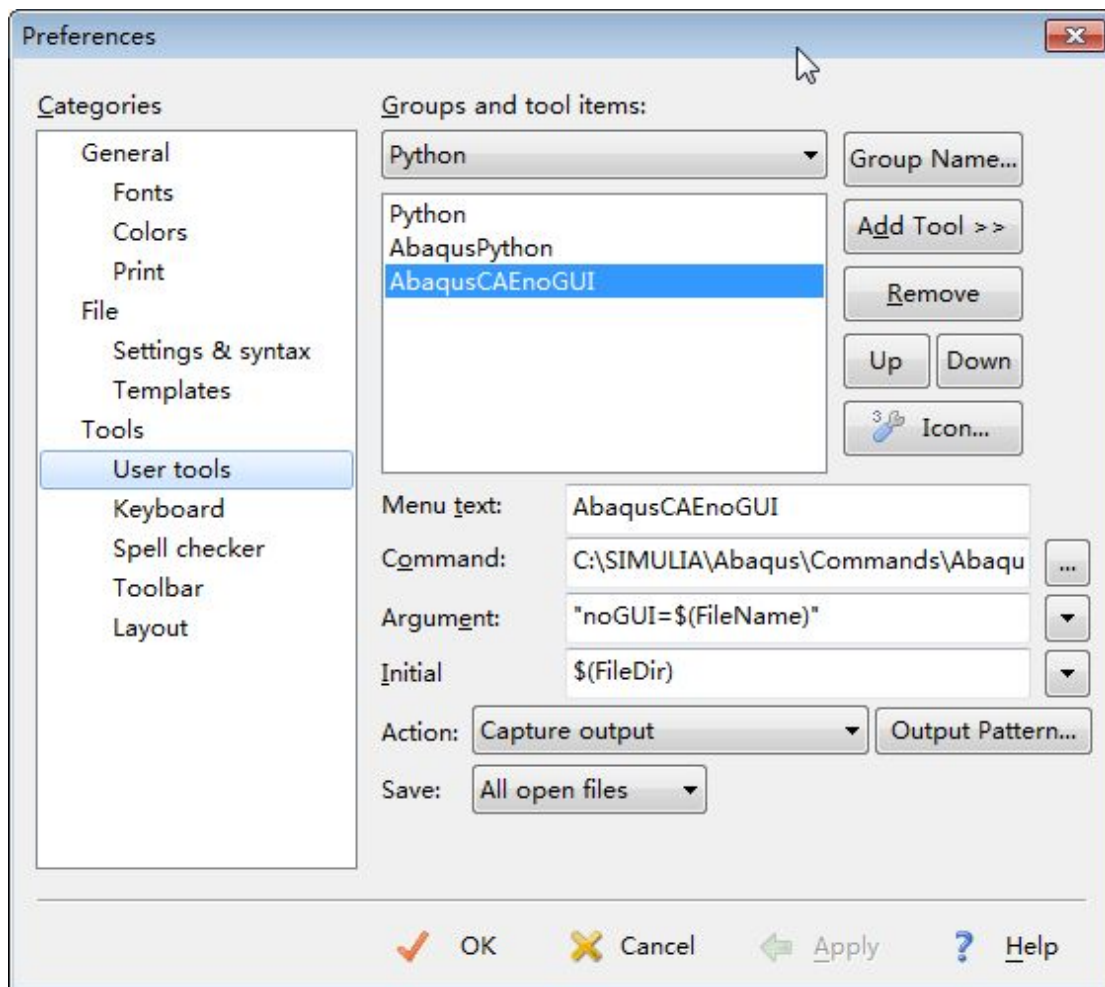 Preferences
Categories
General
Fonts
Colors
Print
File
Settings & syntax
Templates
Tools
User tools
Keyboard
Spell checker
Toolbar
Layout
Groups and tool items:
Python
Group Name...
Python
AbaqusPython
AbaqusCAEnoGUI
Add Tool >>
Remove
Up Down
3 Icon...
Menu text: AbaqusCAEnoGUI
Command: C:\SIMULIA\Abaqus\Commands\Abaqu ...
Argument: "noGUI=$(FileName)"
Initial $(FileDir)
Action: Capture output Output Pattern...
Save: All open files
OK Cancel Apply ? Help